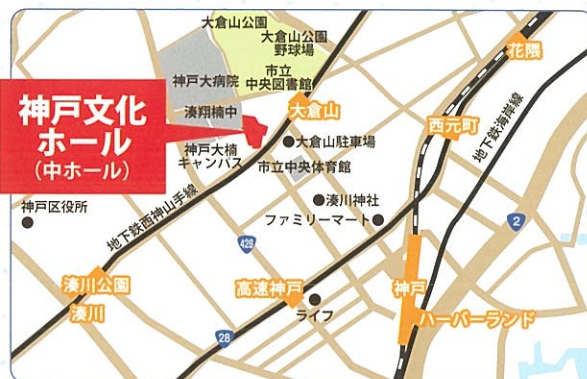 大倉山公園
大倉山公園
野球場
神戸大病院
市立
中央図書館
花隈
神戸文化
ホール
(中ホール)
湊翔楠中
大倉山
西元町
地下鉄海岸線
大倉山駐車場
神戸大楠
キャンパス
市立中央体育館
神戸区役所
湊川神社
ファミリーマート
2
地下鉄西神山手線
428
湊川公園
湊川
高速神戸
神戸
ハーバーランド
ライフ
28